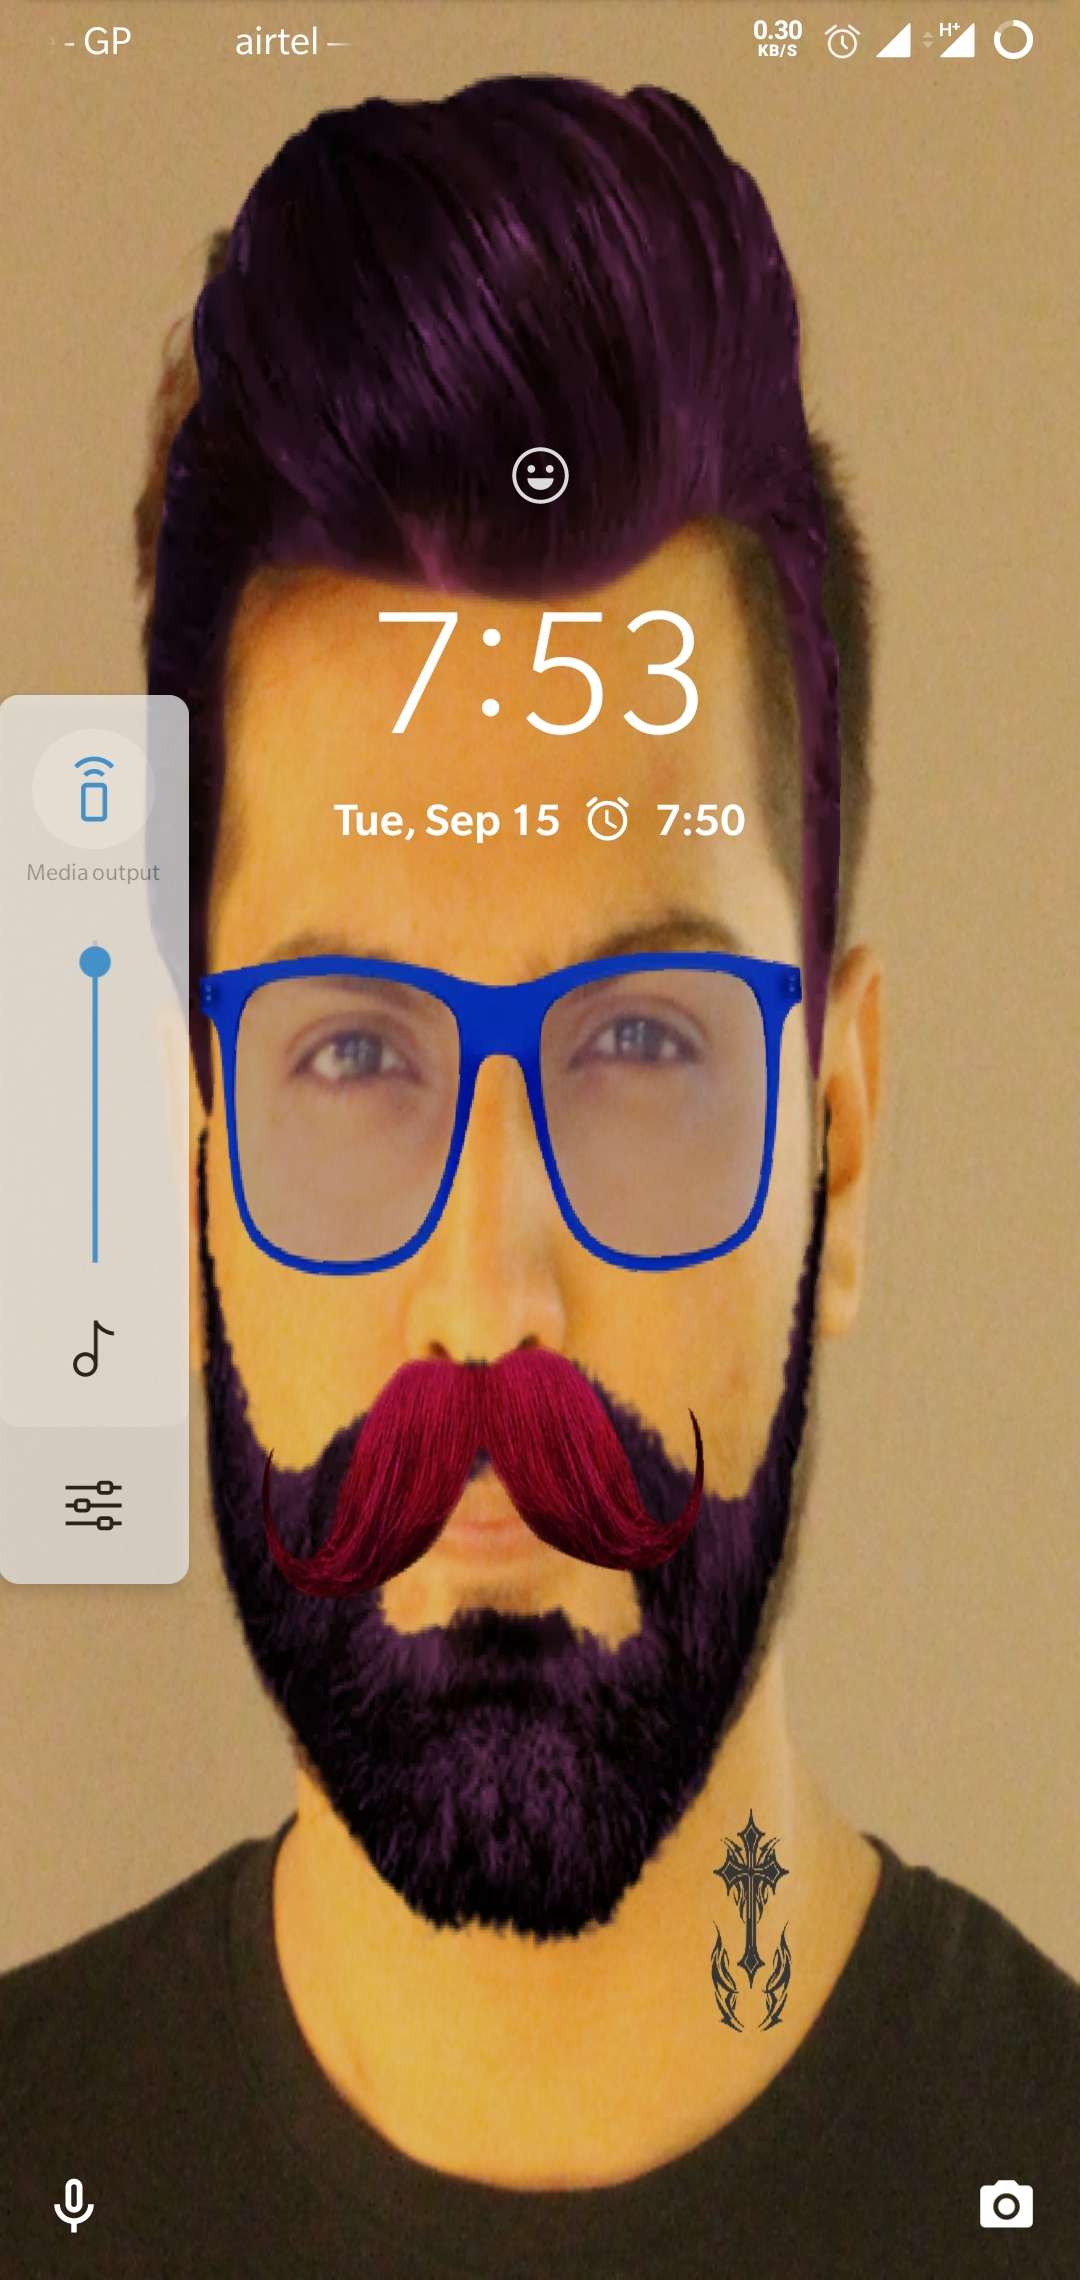 - GP airtel —
0.30
KB/S
H+
7:53
Tue, Sep 15 7:50
Media output